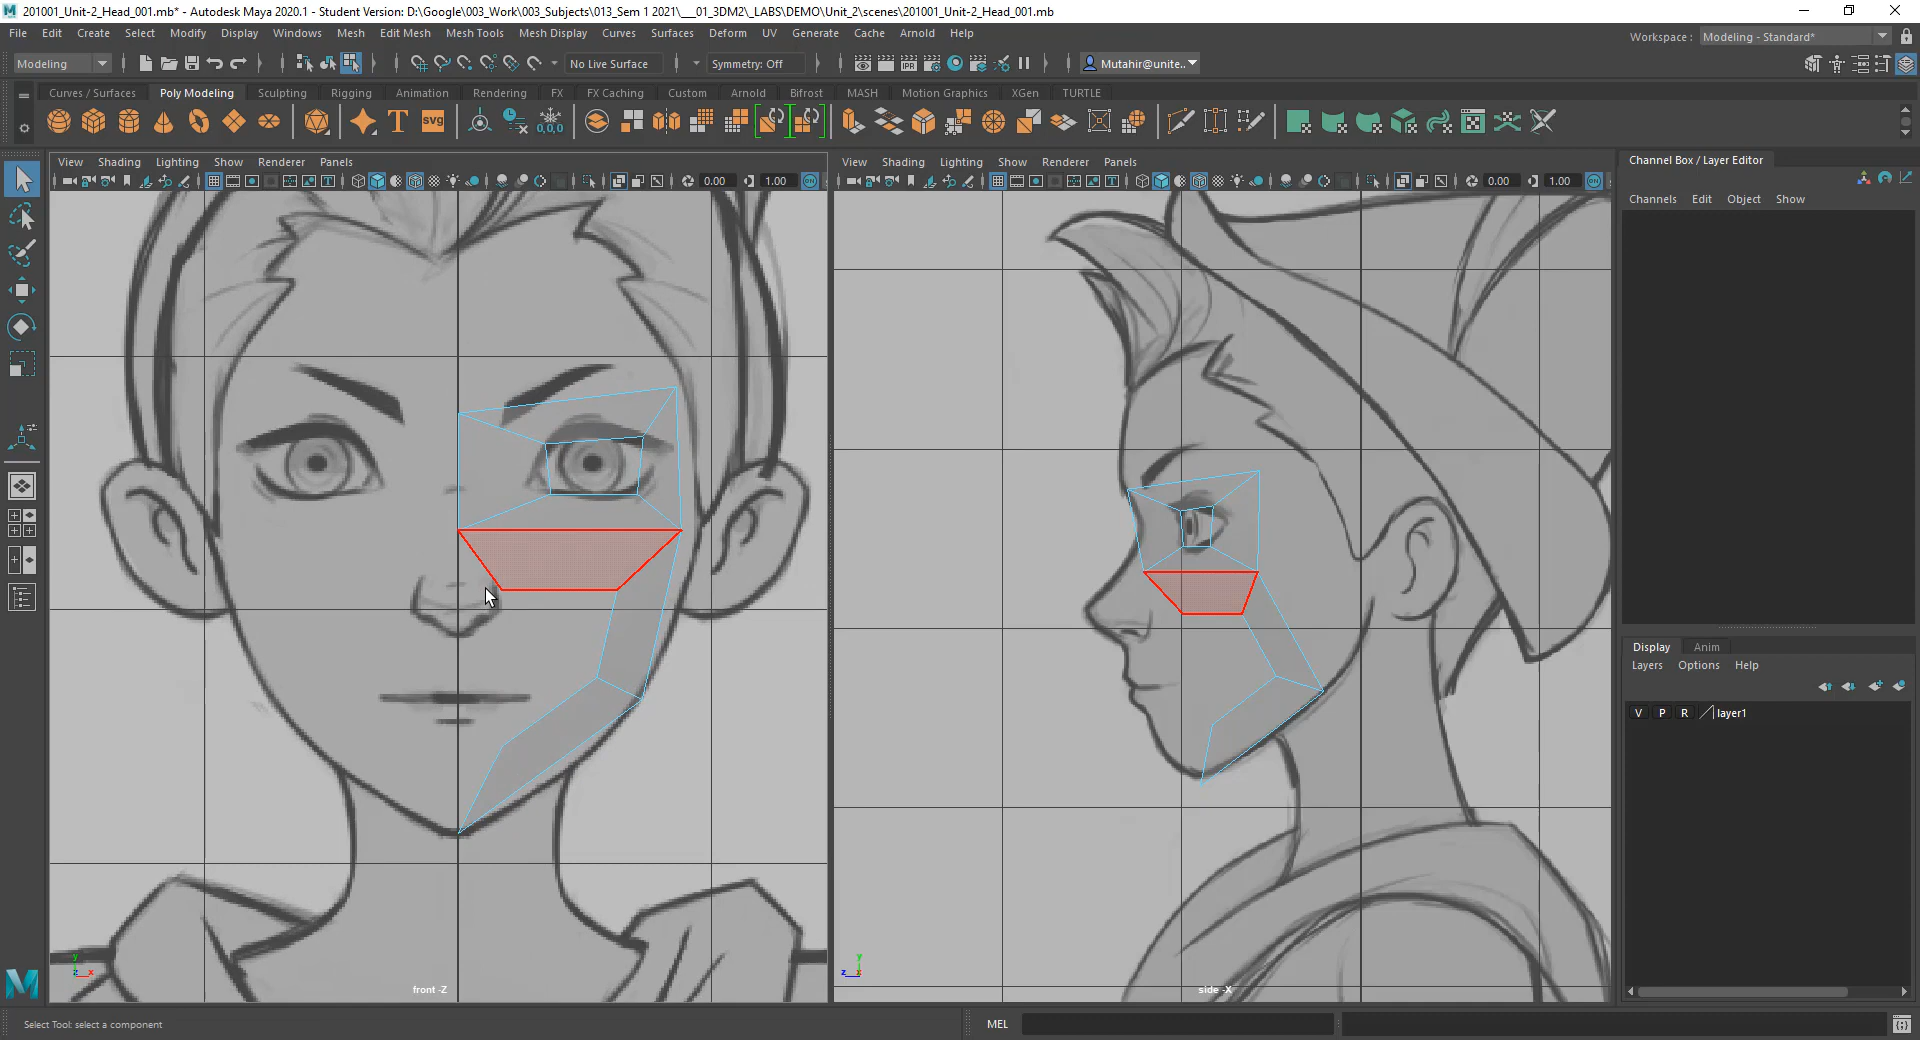 201001_Unit-2_Head_001.mb* - Autodesk Maya 2020.1 - Student Version: D:\Google\003_Work\003_Subjects\013_Sem 1 2021\___01_3DM2\_LABS\DEMO\Unit_2\scenes\201001_Unit-2_Head_001.mb
File Edit Create Select Modify Display Windows Mesh Edit Mesh Mesh Tools Mesh Display Curves Surfaces Deform UV Generate Cache Arnold Help
Workspace : Modeling - Standard*
Modeling
No Live Surface
Symmetry: Off
IPR
Mutahir@unite..
Curves / Surfaces Poly Modeling Sculpting Rigging Animation Rendering FX FX Caching Custom Arnold Bifrost MASH Motion Graphics XGen TURTLE
T svg 0,0,0
View Shading Lighting Show Renderer Panels
0.00 1.00
View Shading Lighting Show Renderer Panels
0.00 1.00
y
z x
front -Z
y
z x
side -X
Channel Box / Layer Editor
Channels Edit Object Show
Display Anim
Layers Options Help
V P R layer1
Select Tool: select a component
MEL